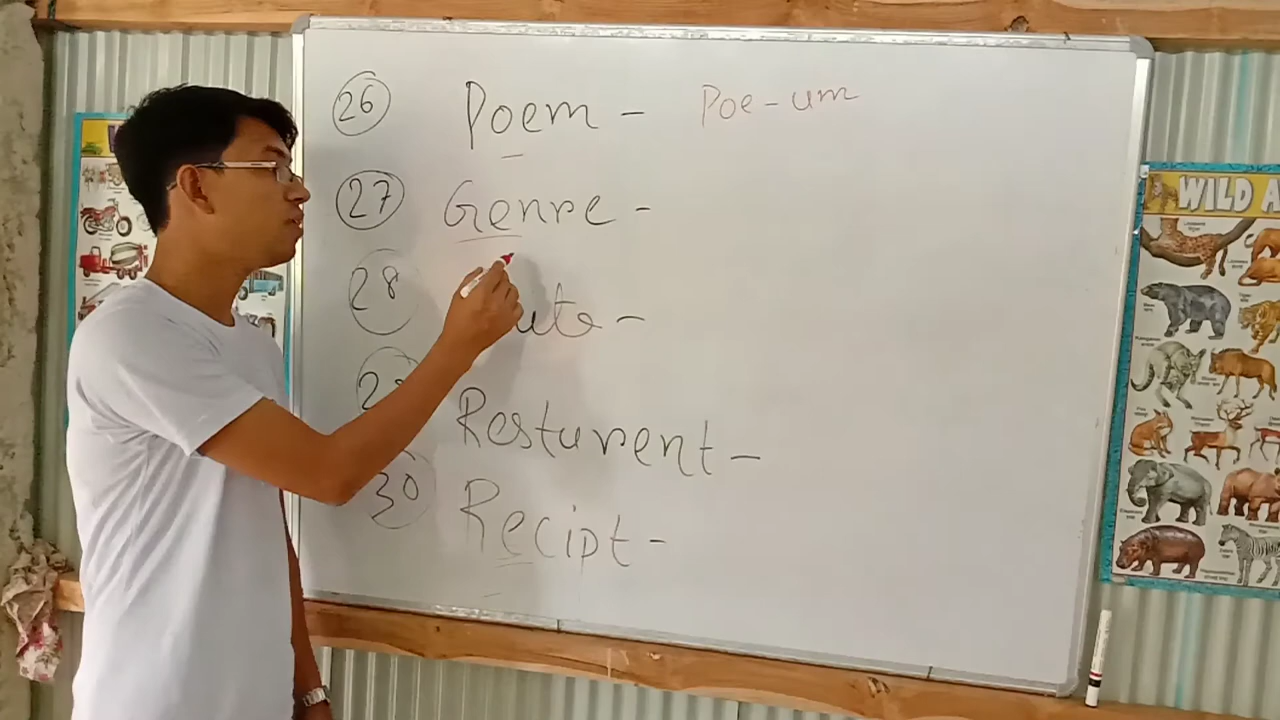 26 Poem - Poe-um
27 Genre -
28 ute -
Resturent -
30 Recipt -
WILD A